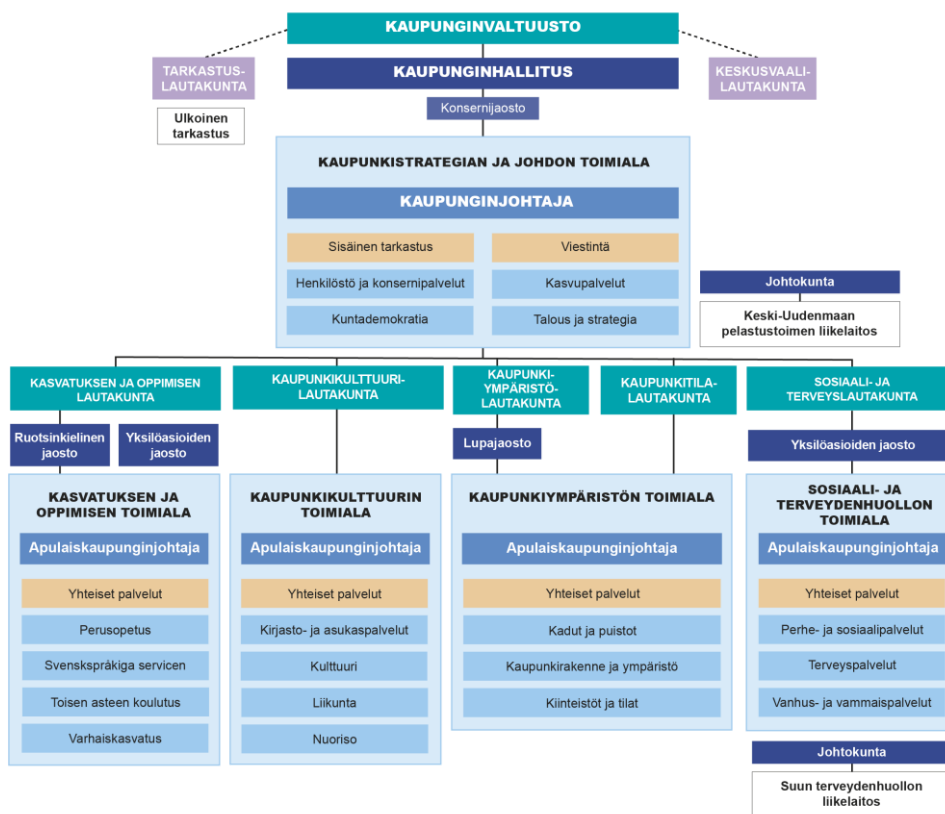 KAUPUNGINVALTUUSTO
TARKASTUS-
LAUTAKUNTA
KAUPUNGINHALLITUS
KESKUSVAALI-
LAUTAKUNTA
Ulkoinen
tarkastus
Konsernijaosto
KAUPUNKISTRATEGIAN JA JOHDON TOIMIALA
KAUPUNGINJOHTAJA
Sisäinen tarkastus
Viestintä
Henkilöstö ja konsernipalvelut
Kasvupalvelut
Kuntademokratia
Talous ja strategia
Johtokunta
Keski-Uudenmaan
pelastustoimen liikelaitos
KASVATUKSEN JA OPPIMISEN
LAUTAKUNTA
KAUPUNKIKULTTUURI-
LAUTAKUNTA
KAUPUNKI-
YMPÄRISTÖ-
LAUTAKUNTA
KAUPUNKITILA-
LAUTAKUNTA
SOSIAALI- JA
TERVEYSLAUTAKUNTA
Ruotsinkielinen
jaosto
Yksilöasioiden
jaosto
Lupajaosto
Yksilöasioiden jaosto
KASVATUKSEN JA
OPPIMISEN TOIMIALA
Apulaiskaupunginjohtaja
Yhteiset palvelut
Perusopetus
Svenskspråkiga servicen
Toisen asteen koulutus
Varhaiskasvatus
KAUPUNKIKULTTUURIN
TOIMIALA
Apulaiskaupunginjohtaja
Yhteiset palvelut
Kirjasto- ja asukaspalvelut
Kulttuuri
Liikunta
Nuoriso
KAUPUNKIYMPÄRISTÖN TOIMIALA
Apulaiskaupunginjohtaja
Yhteiset palvelut
Kadut ja puistot
Kaupunkirakenne ja ympäristö
Kiinteistöt ja tilat
SOSIAALI- JA
TERVEYDENHUOLLON
TOIMIALA
Apulaiskaupunginjohtaja
Yhteiset palvelut
Perhe- ja sosiaalipalvelut
Terveyspalvelut
Vanhus- ja vammaispalvelut
Johtokunta
Suun terveydenhuollon
liikelaitos